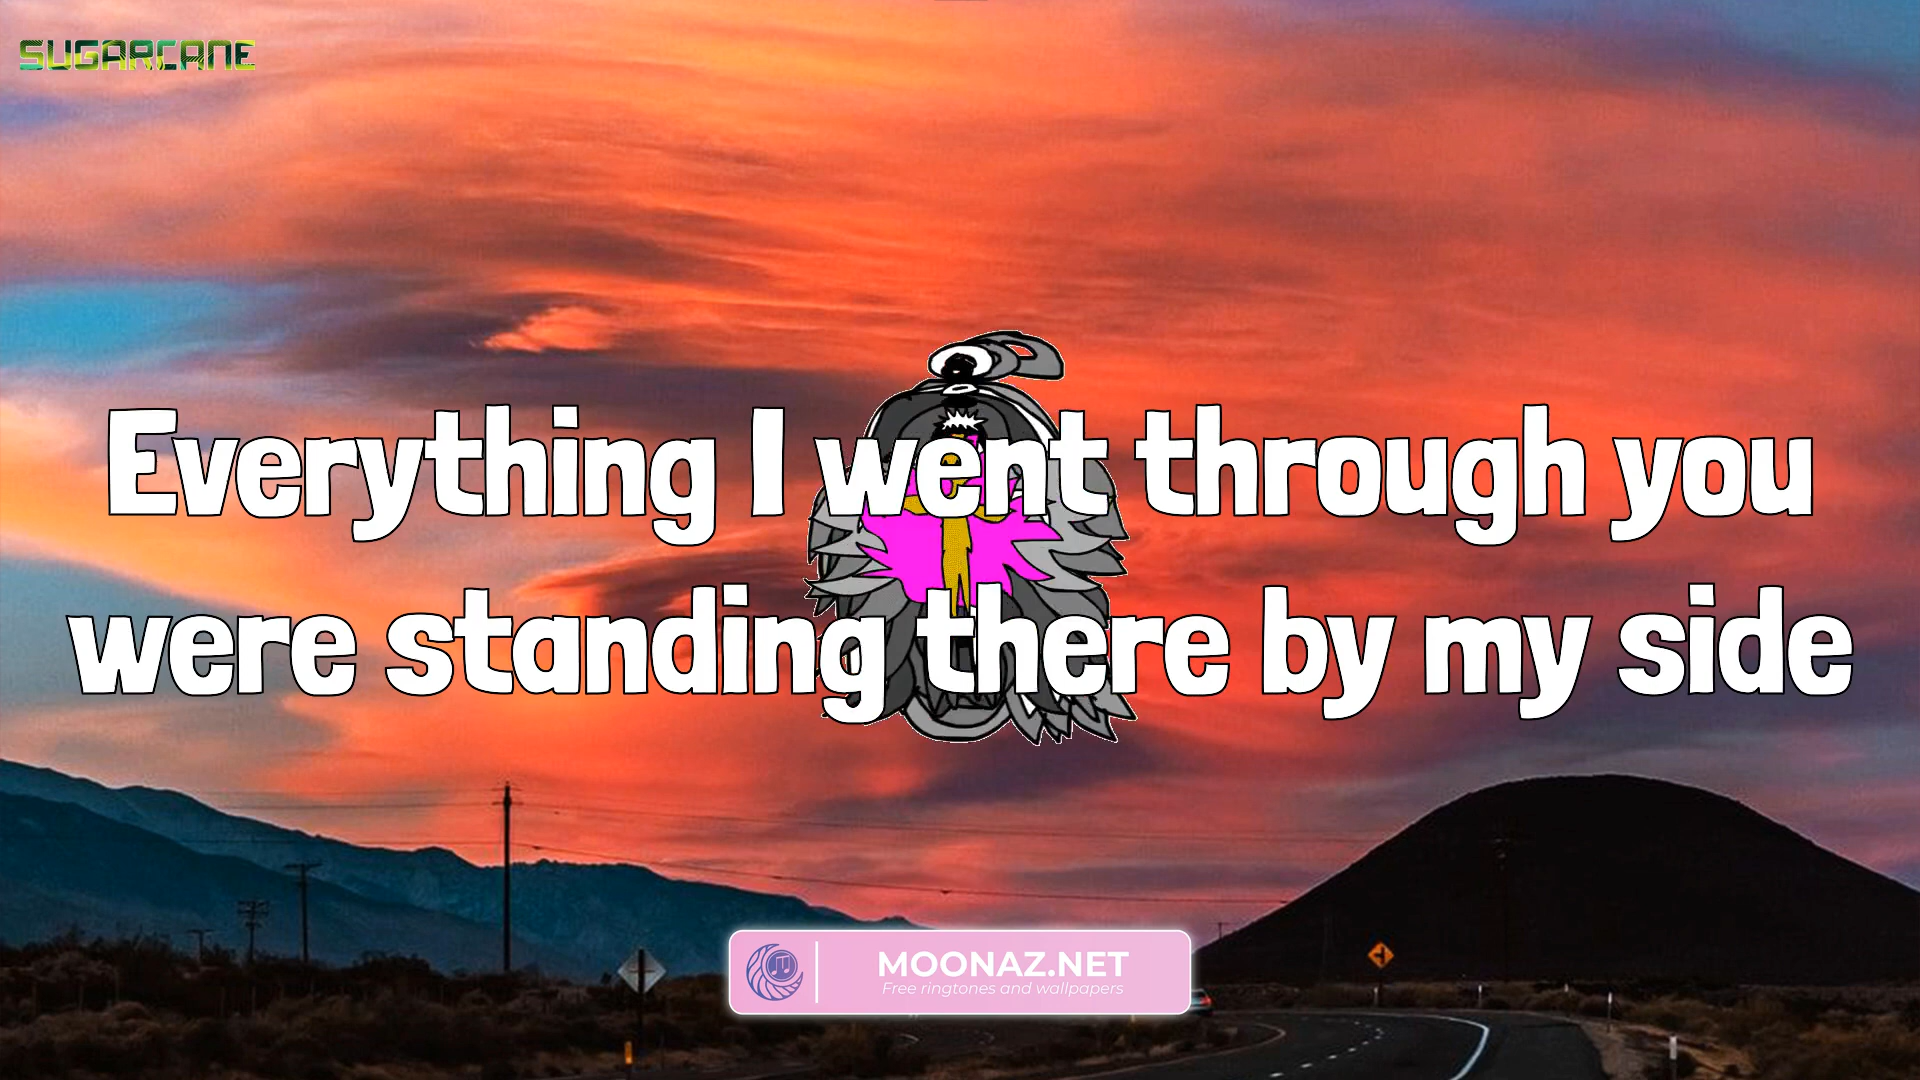 SUGARCANE
Everything I went through you
were standing there by my side
MOONAZ.NET
Free ringtones and wallpapers